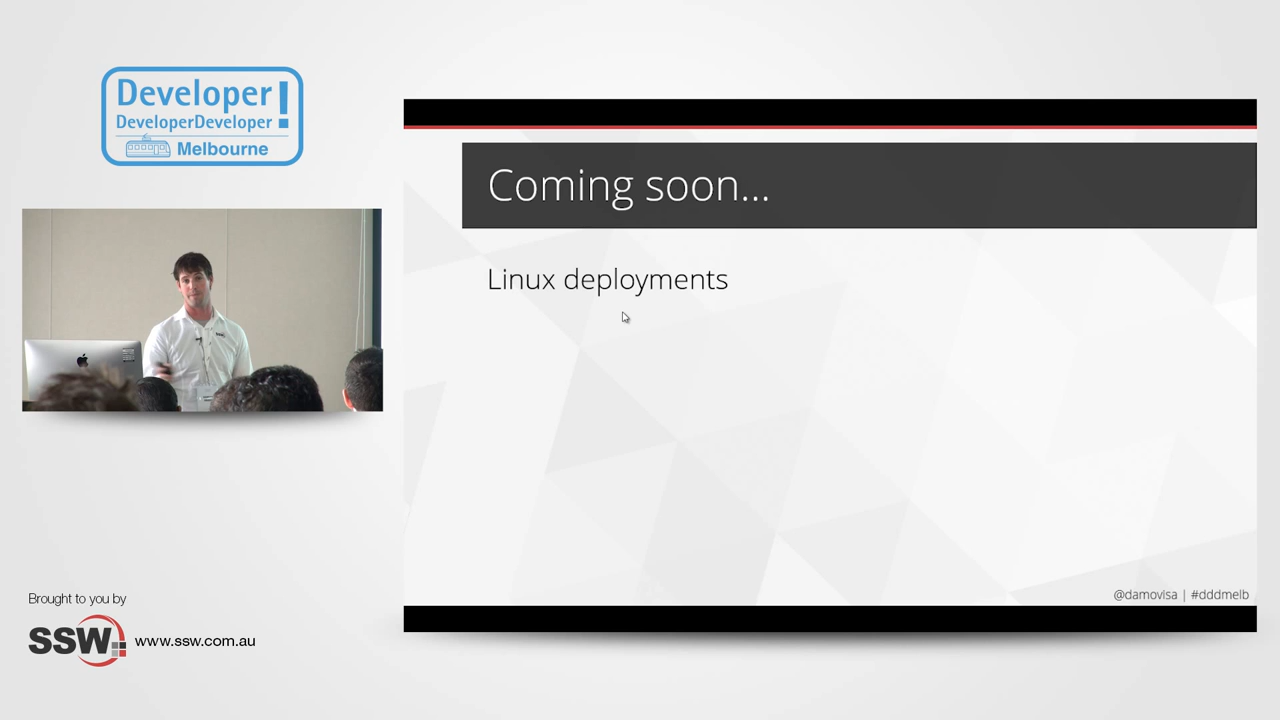 Developer!
DeveloperDeveloper
Melbourne
Coming soon...
Linux deployments
@damovisa | #dddmelb
Brought to you by
SSW
www.ssw.com.au